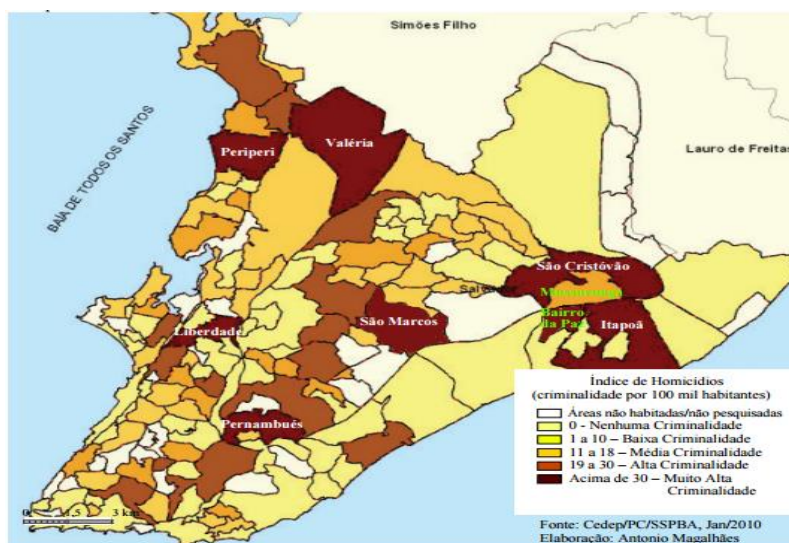 Simões Filho
Valéria
Periperi
Lauro de Freitas
BAÍA DE TODOS OS SANTOS
São Cristóvão
Mussurunga
Liberdade
São Marcos
Bairro
da Paz
Itapoã
Pernambués
Índice de Homicídios
(criminalidade por 100 mil habitantes)
Áreas não habitadas/não pesquisadas
0 - Nenhuma Criminalidade
1 a 10 – Baixa Criminalidade
11 a 18 – Média Criminalidade
19 a 30 – Alta Criminalidade
Acima de 30 – Muito Alta
Criminalidade
0 1,5 3 km
Fonte: Cedep/PC/SSPBA, Jan/2010
Elaboração: Antonio Magalhães